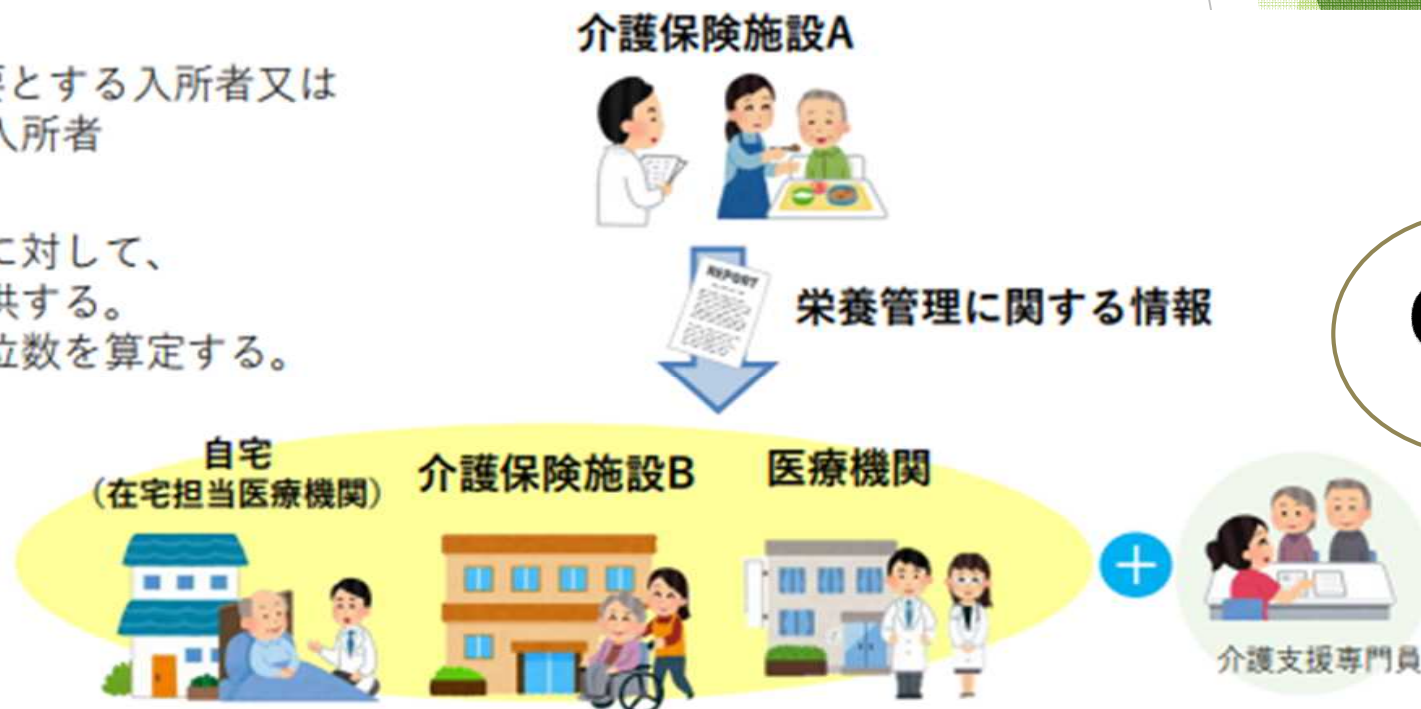 介護保険施設A
要とする入所者又は
入所者
に対して、
供する。
位数を算定する。
REPORT
栄養管理に関する情報
自宅
（在宅担当医療機関）
介護保険施設B
医療機関
介護支援専門員